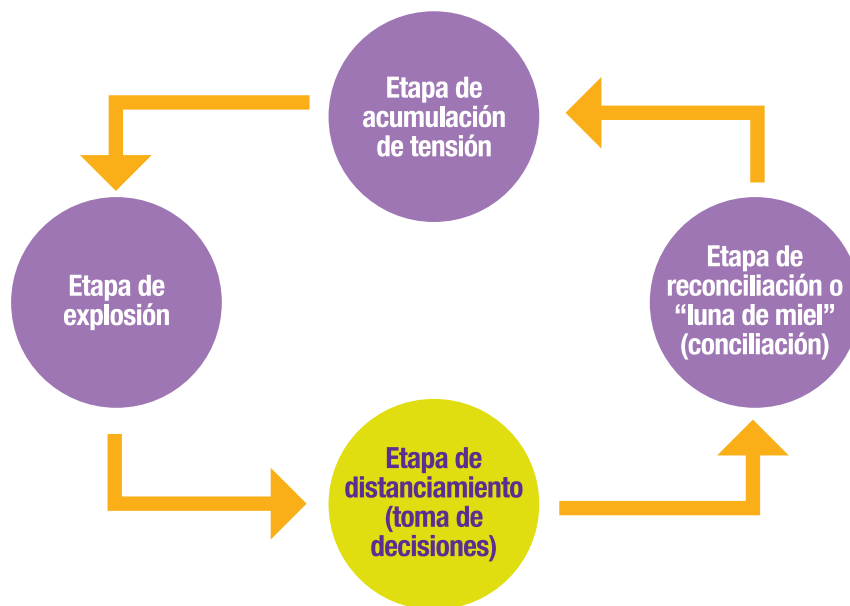 Etapa de
acumulación
de tensión
Etapa de
explosión
Etapa de
reconciliación o
“luna de miel”
(conciliación)
Etapa de
distanciamiento
(toma de
decisiones)